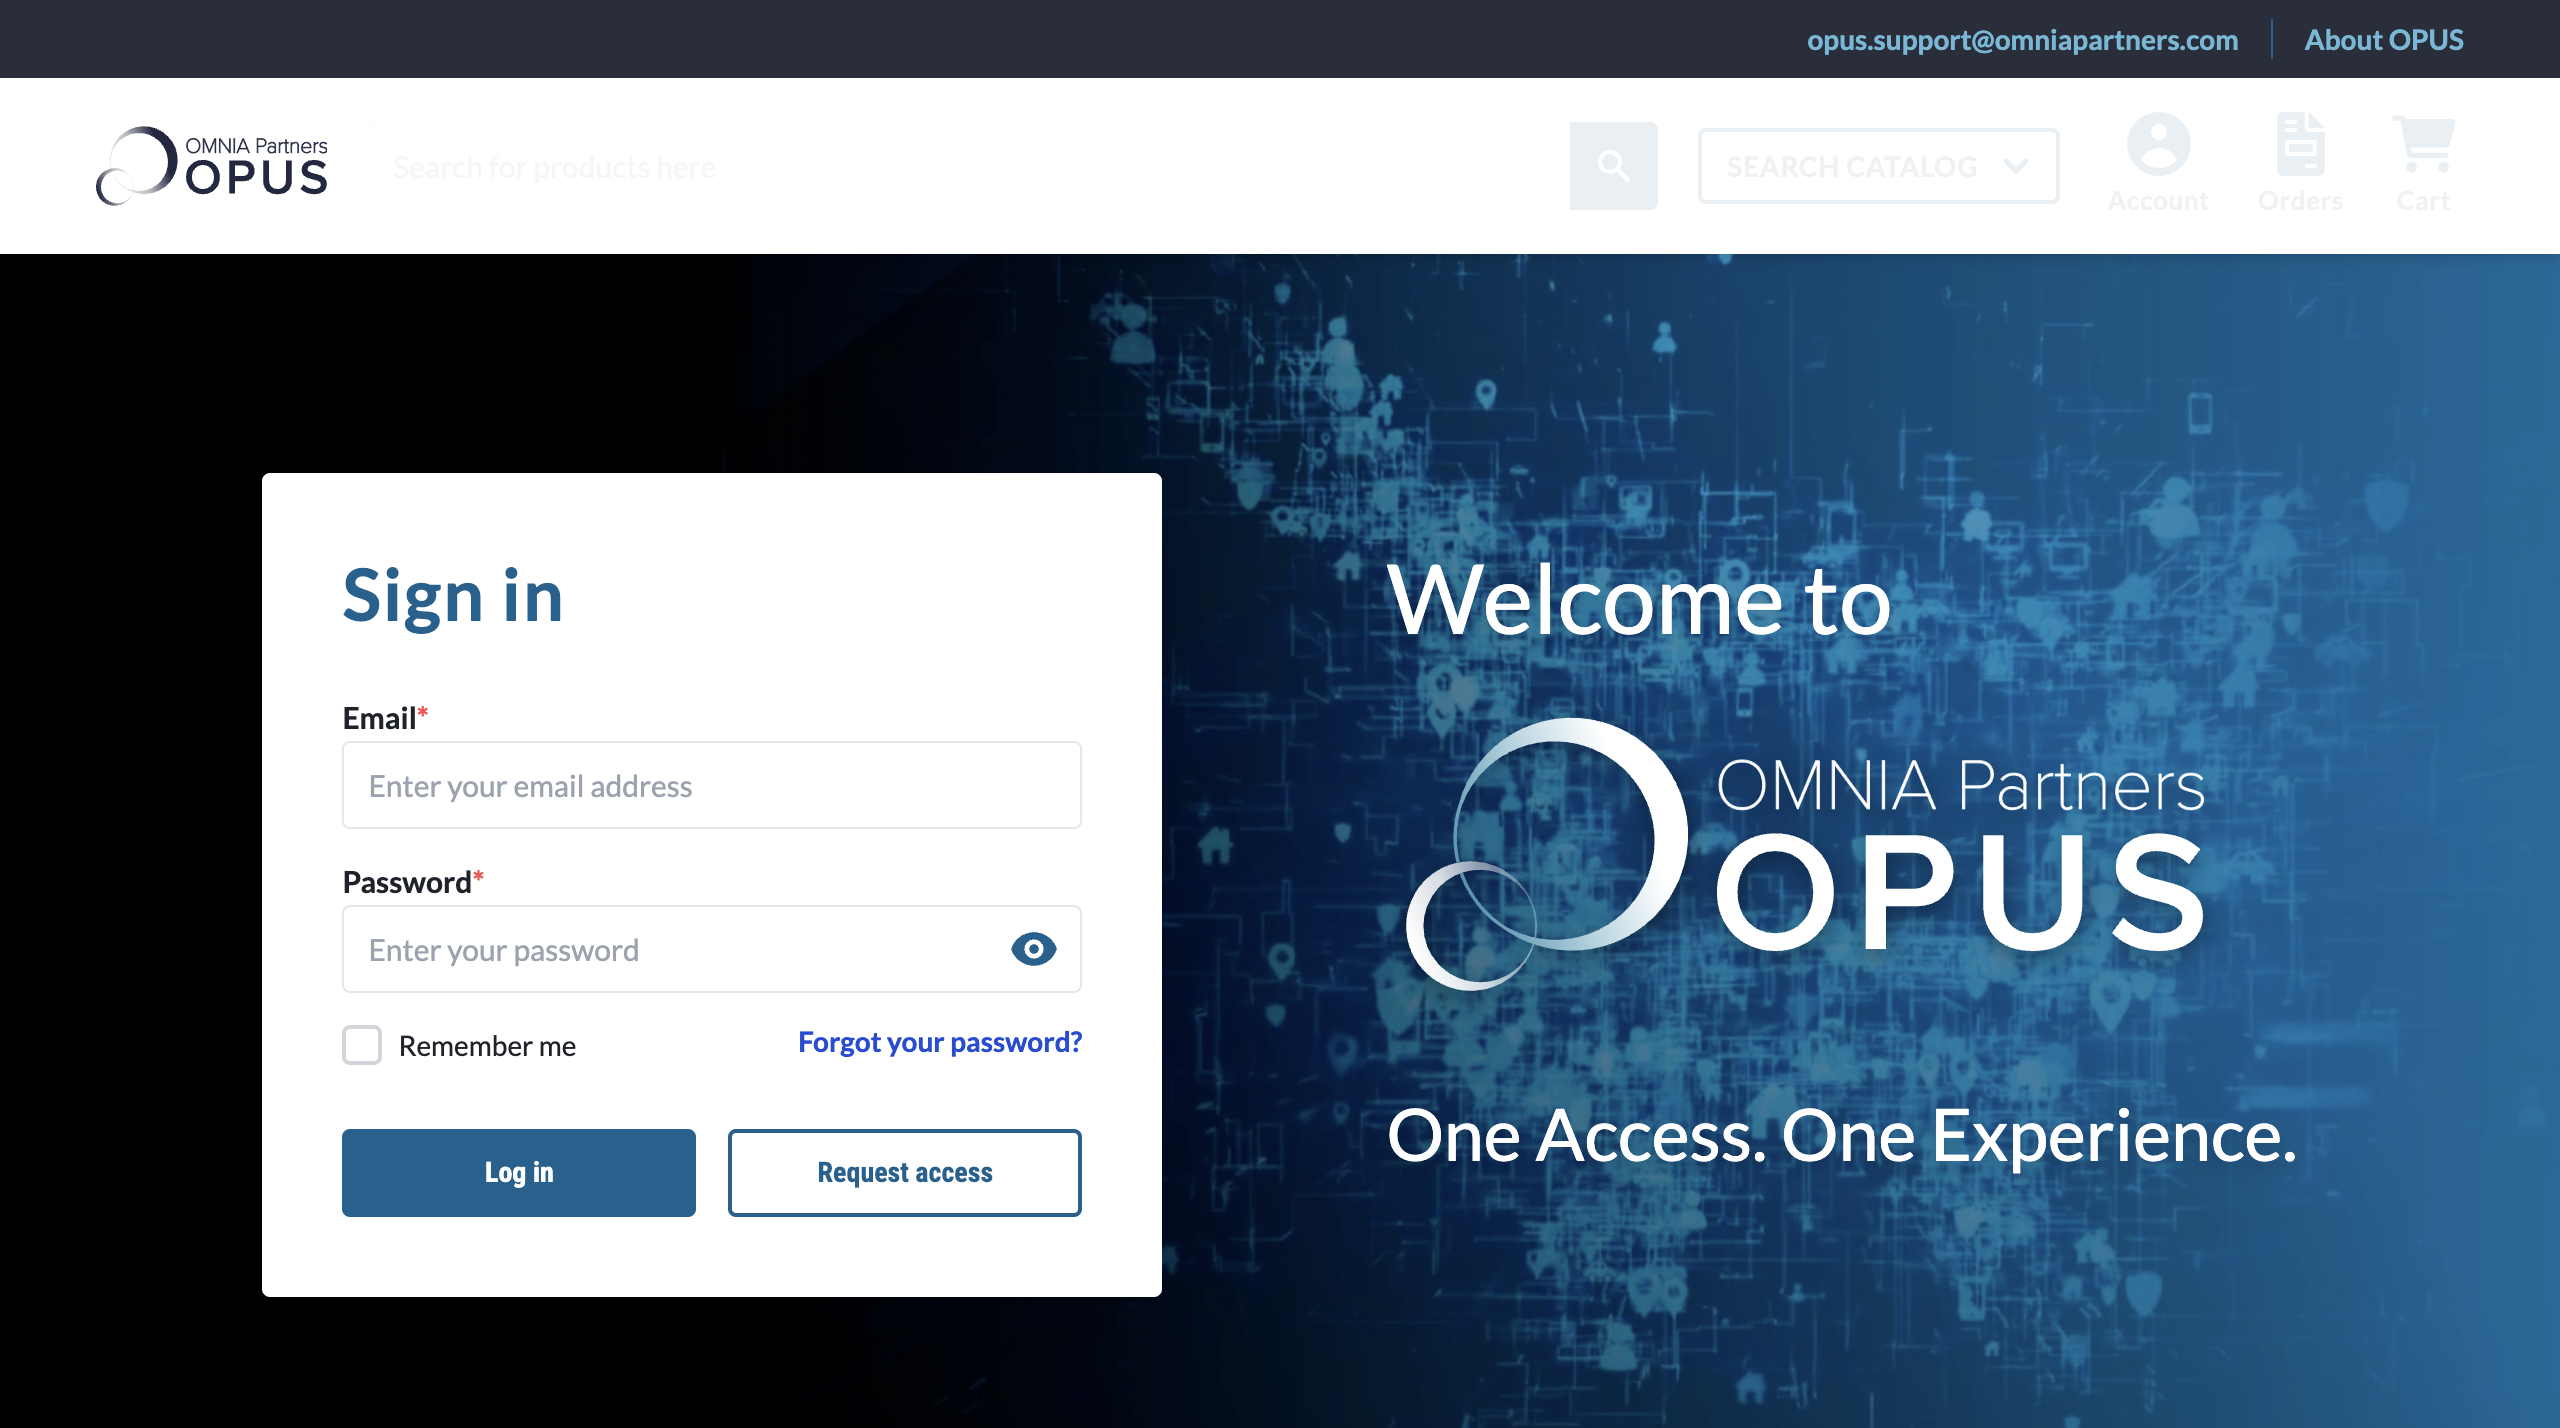 opus.support@omniapartners.com
About OPUS
OMNIA Partners
OPUS
Search for products here
SEARCH CATALOG
Account
Orders
Cart
Sign in
Email*
Enter your email address
Password*
Enter your password
Remember me
Forgot your password?
Log in
Request access
Welcome to
OMNIA Partners
OPUS
One Access. One Experience.